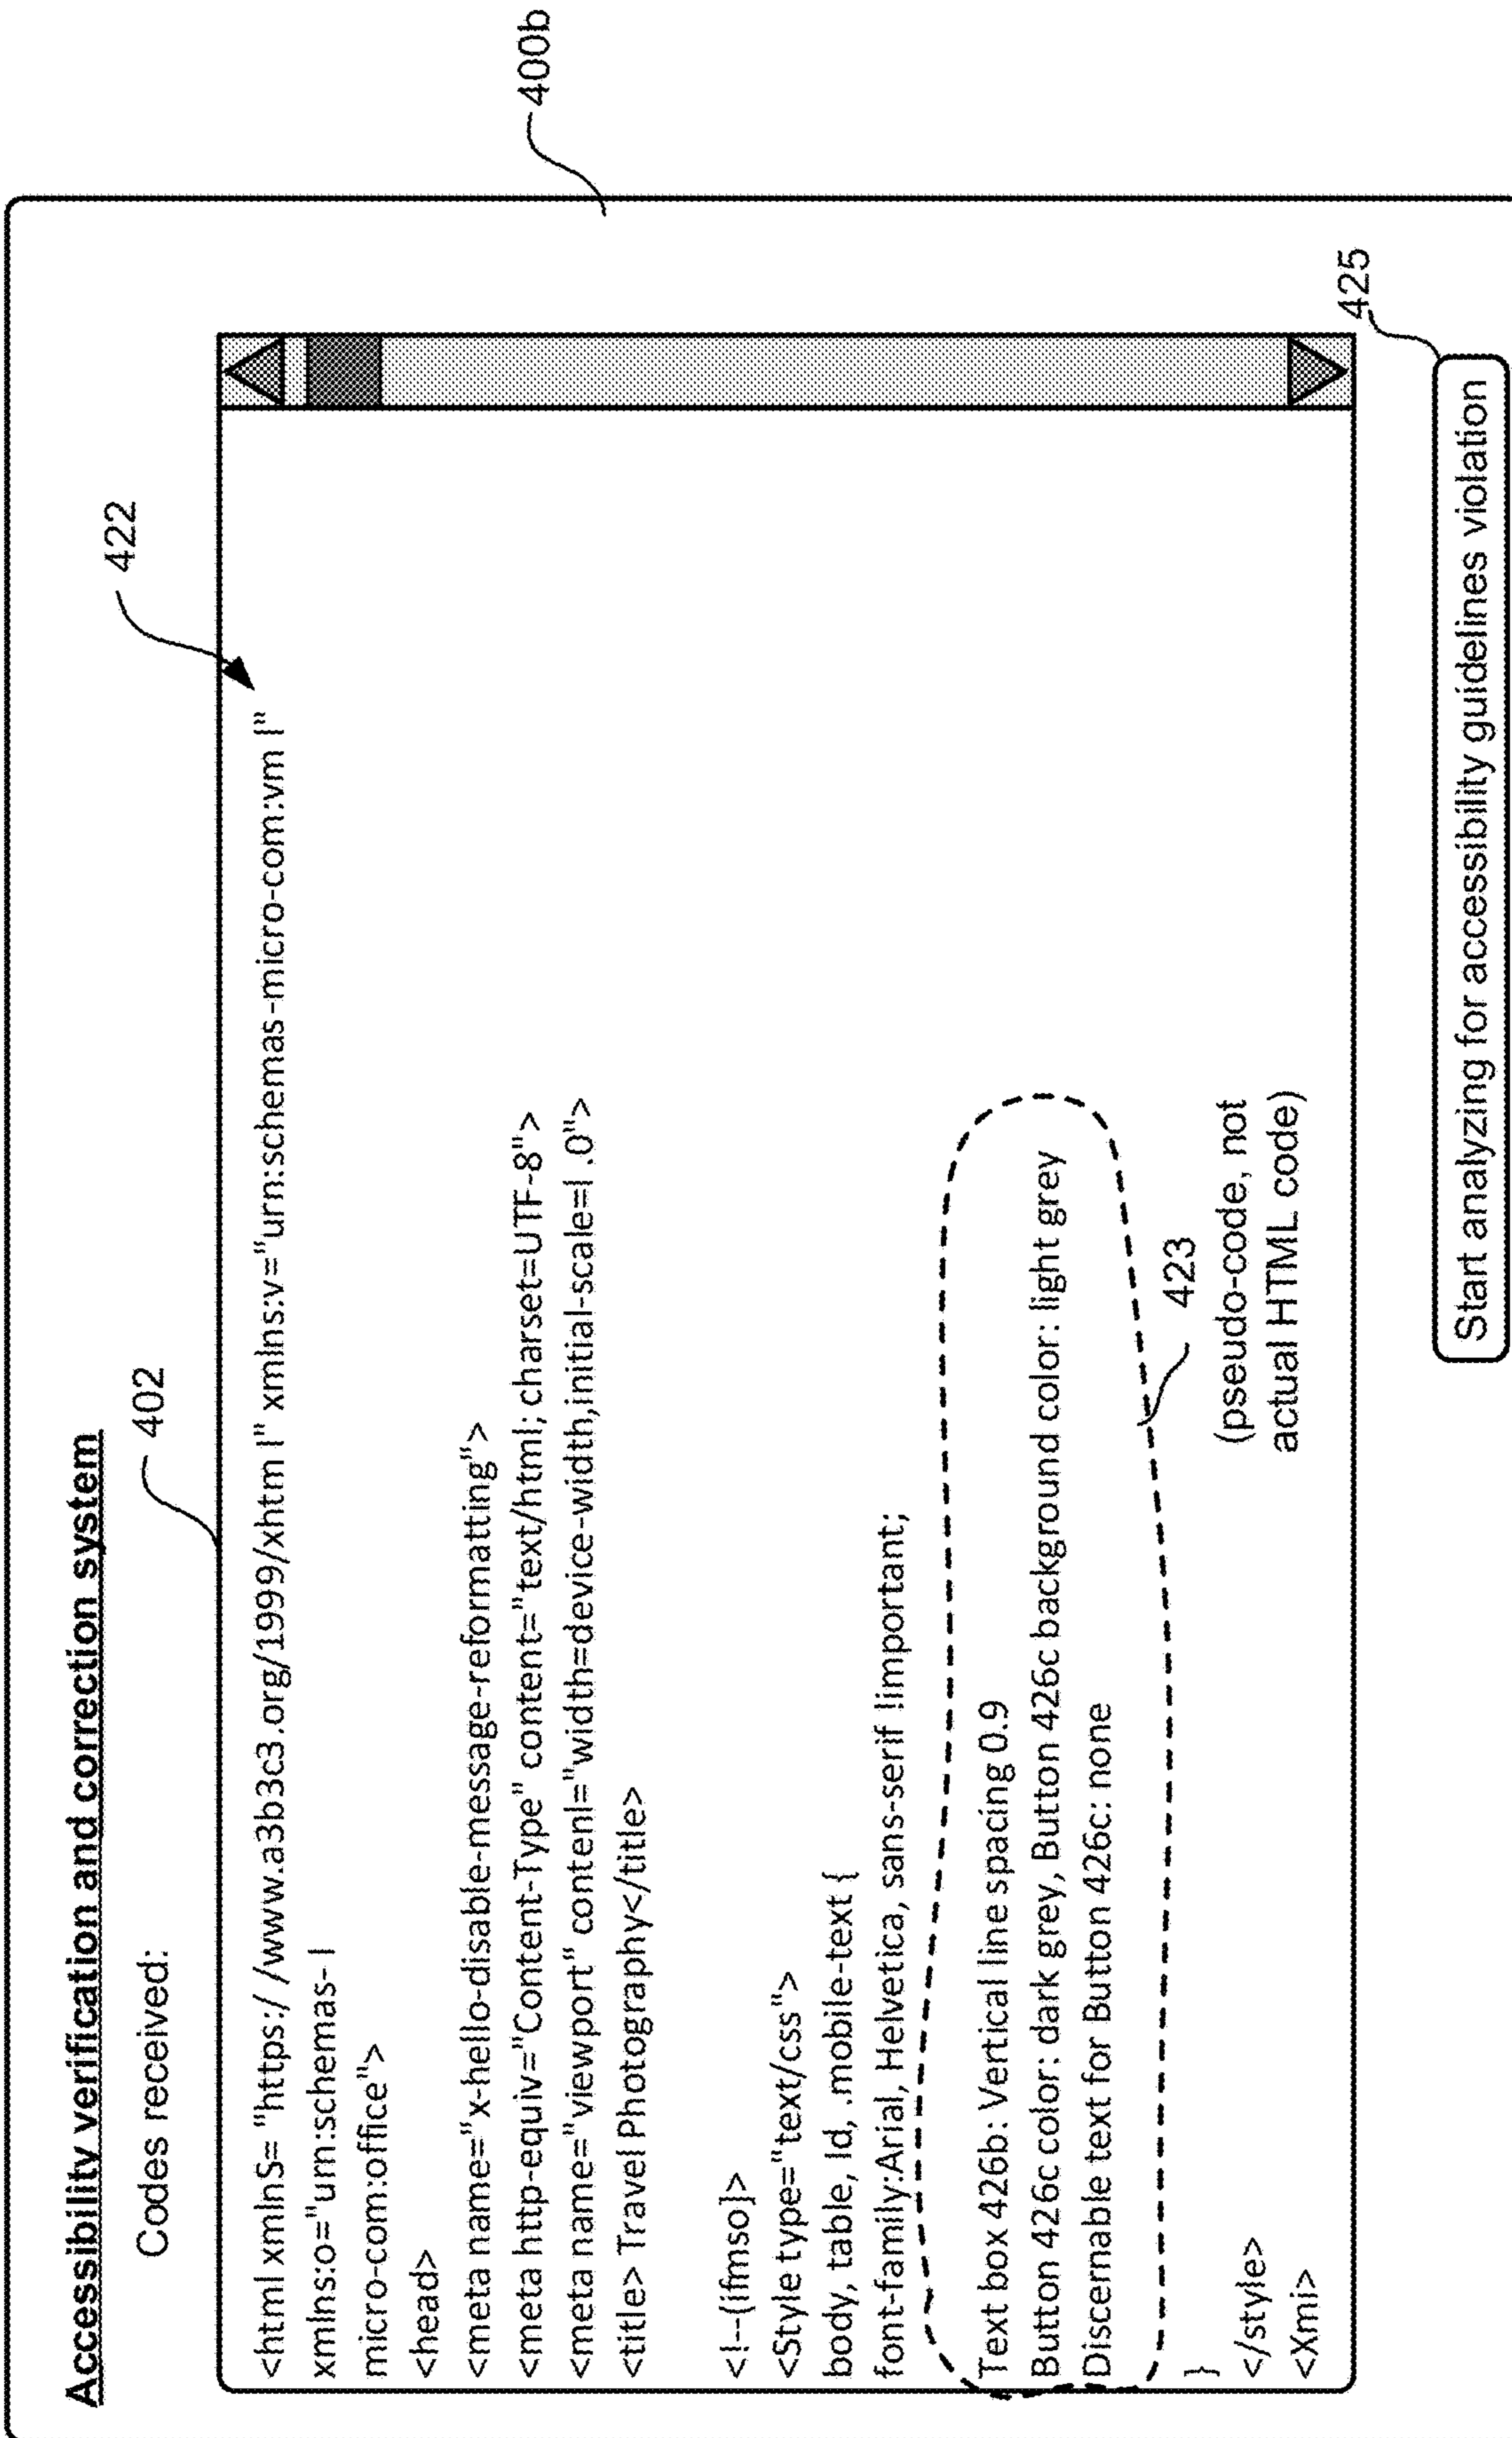 Accessibility verification and correction system
Codes received:
402
422
400b
<html xmlnS= "https:/ /www.a3b3c3.org/1999/xhtm l" xmlns:v="urn:schemas-micro-com:vm l"
xmlns:o="urn:schemas- l
micro-com:office">
<head>
<meta name="x-hello-disable-message-reformatting">
<meta http-equiv="Content-Type" content="text/html; charset=UTF-8">
<meta name="viewport" contenl="width=device-width,initial-scale=l .0">
<title> Travel Photography</title>
<!--(ifmso]>
<Style type="text/css">
body, table, Id, .mobile-text {
font-family:Arial, Helvetica, sans-serif !important;
Text box 426b: Vertical line spacing 0.9
Button 426c color: dark grey, Button 426c background color: light grey
Discernable text for Button 426c: none
423
}
(pseudo-code, not
</style>
actual HTML code)
<Xmi>
425
Start analyzing for accessibility guidelines violation